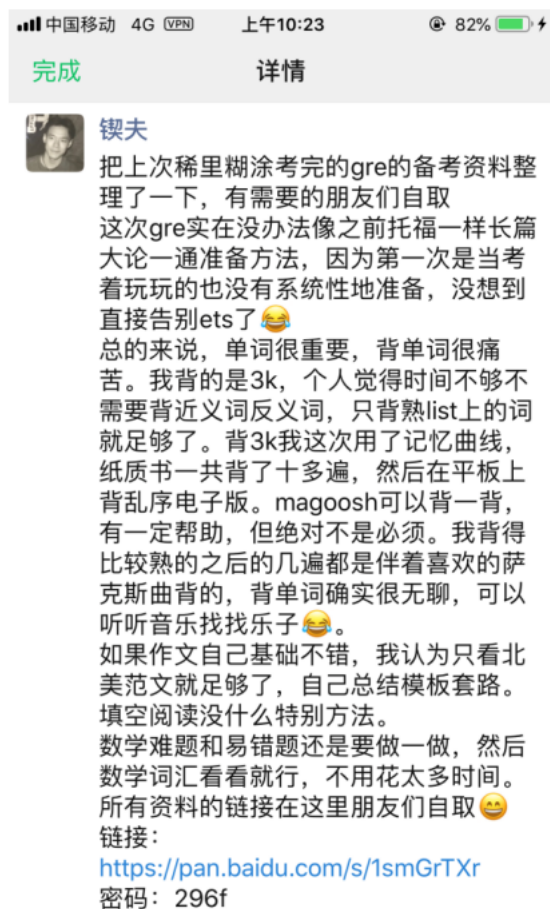 中国移动 4G VPN 上午10:23 82%
完成 详情
锲夫
把上次稀里糊涂考完的gre的备考资料整
理了一下，有需要的朋友们自取
这次gre实在没办法像之前托福一样长篇
大论一通准备方法，因为第一次是当考
着玩玩的也没有系统性地准备，没想到
直接告别ets了😂
总的来说，单词很重要，背单词很痛
苦。我背的是3k，个人觉得时间不够不
需要背近义词反义词，只背熟list上的词
就足够了。背3k我这次用了记忆曲线，
纸质书一共背了十多遍，然后在平板上
背乱序电子版。magoosh可以背一背，
有一定帮助，但绝对不是必须。我背得
比较熟的之后的几遍都是伴着喜欢的萨
克斯曲背的，背单词确实很无聊，可以
听听音乐找找乐子😂。
如果作文自己基础不错，我认为只看北
美范文就足够了，自己总结模板套路。
填空阅读没什么特别方法。
数学难题和易错题还是要做一做，然后
数学词汇看看就行，不用花太多时间。
所有资料的链接在这里朋友们自取😄
链接：
https://pan.baidu.com/s/1smGrTXr
密码：296f